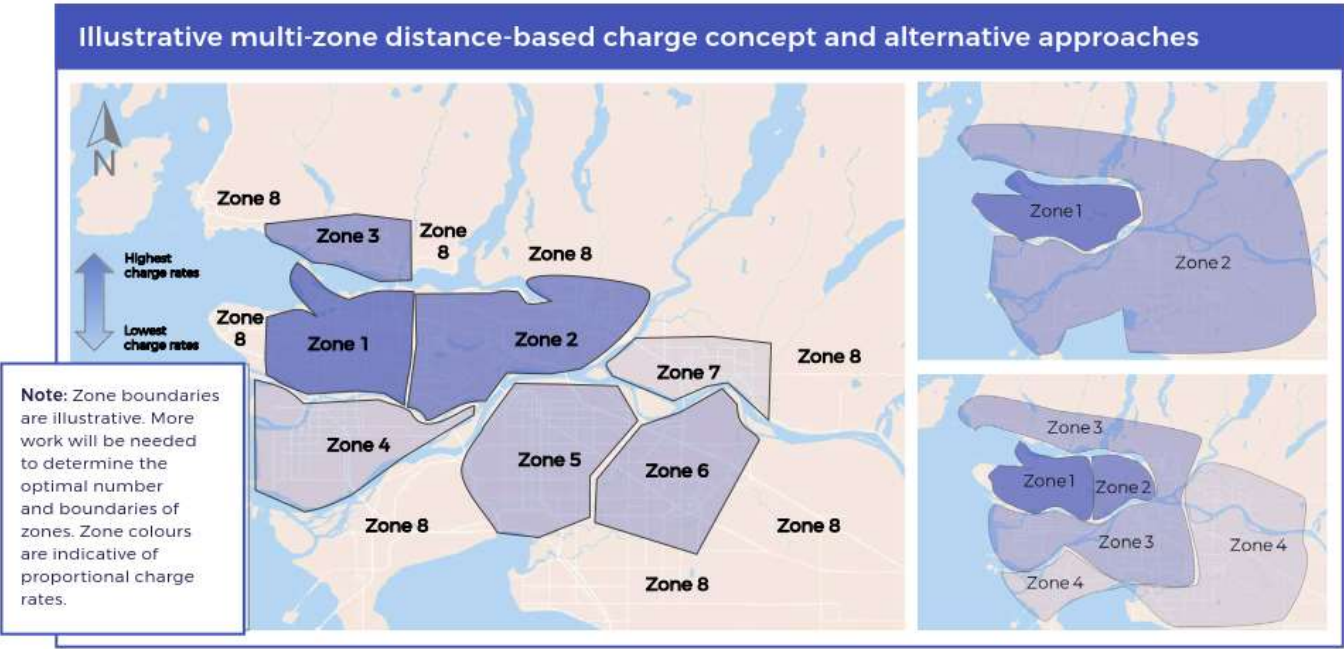 Illustrative multi-zone distance-based charge concept and alternative approaches
N
Zone 8
Zone 3
Zone
8
Zone 8
Highest
charge rates
Lowest
charge rates
Zone
8
Zone 1
Zone 2
Zone 7
Zone 8
Zone 4
Zone 5
Zone 6
Zone 8
Zone 8
Zone 8
Note: Zone boundaries
are illustrative. More
work will be needed
to determine the
optimal number
and boundaries of
zones. Zone colours
are indicative of
proportional charge
rates.
Zone 1
Zone 2
Zone 3
Zone 1
Zone 2
Zone 3
Zone 4
Zone 4